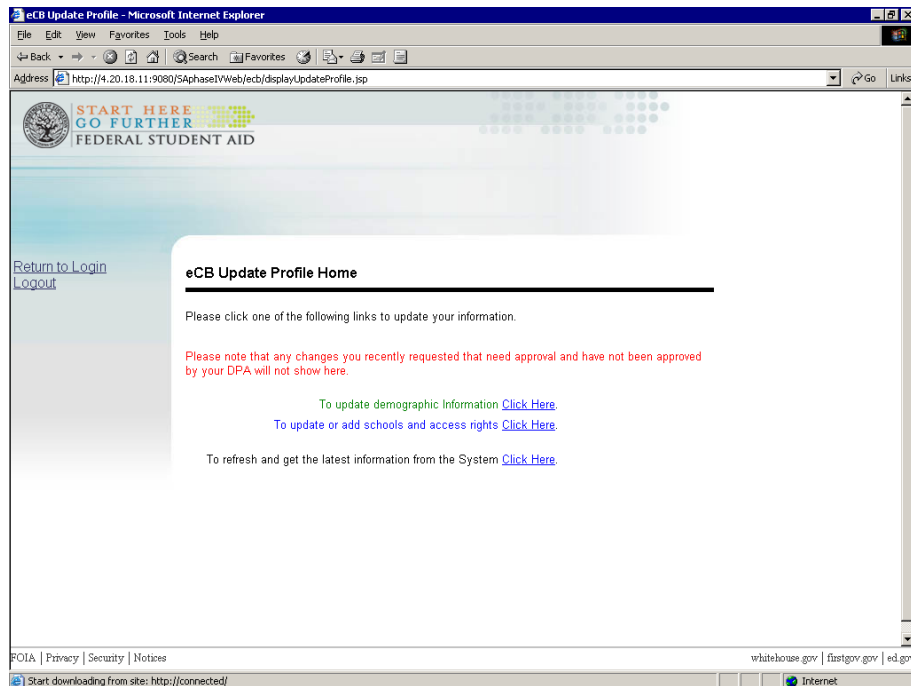 eCB Update Profile - Microsoft Internet Explorer
File Edit View Favorites Tools Help
Back Search Favorites
Address http://4.20.18.11:9080/SAphaseIVWeb/ecb/displayUpdateProfile.jsp Go Links
START HERE
GO FURTHER
FEDERAL STUDENT AID
Return to Login
Logout
eCB Update Profile Home
Please click one of the following links to update your information.
Please note that any changes you recently requested that need approval and have not been approved
by your DPA will not show here.
To update demographic Information Click Here.
To update or add schools and access rights Click Here.
To refresh and get the latest information from the System Click Here.
FOIA | Privacy | Security | Notices whitehouse.gov | firstgov.gov | ed.gov
Start downloading from site: http://connected/ Internet